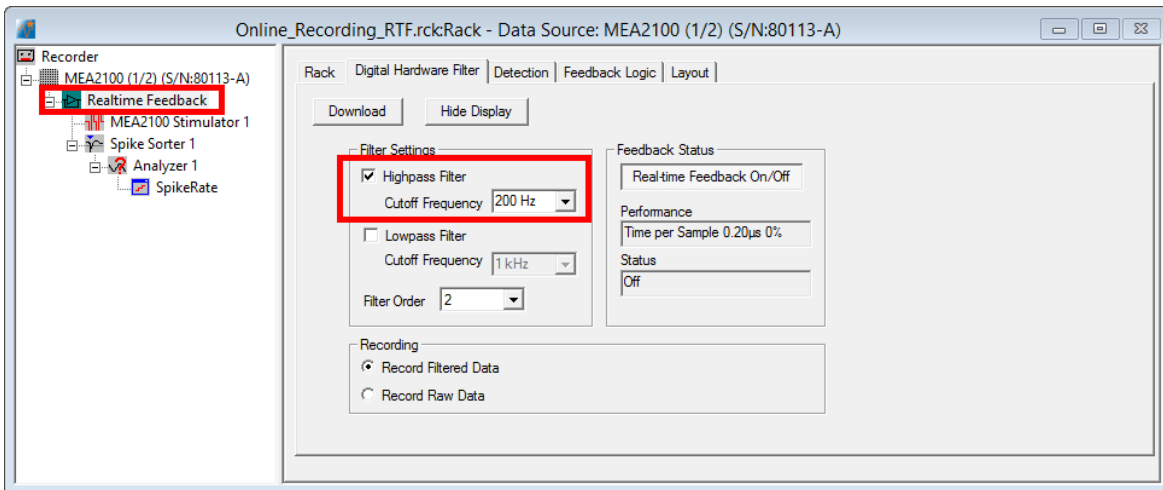 Online_Recording_RTF.rck:Rack - Data Source: MEA2100 (1/2) (S/N:80113-A)
Recorder
MEA2100 (1/2) (S/N:80113-A)
Realtime Feedback
MEA2100 Stimulator 1
Spike Sorter 1
Analyzer 1
SpikeRate
Rack
Digital Hardware Filter
Detection
Feedback Logic
Layout
Download
Hide Display
Filter Settings
Highpass Filter
Cutoff Frequency 200 Hz
Lowpass Filter
Cutoff Frequency 1 kHz
Filter Order 2
Feedback Status
Real-time Feedback On/Off
Performance
Time per Sample 0.20µs 0%
Status
Off
Recording
Record Filtered Data
Record Raw Data